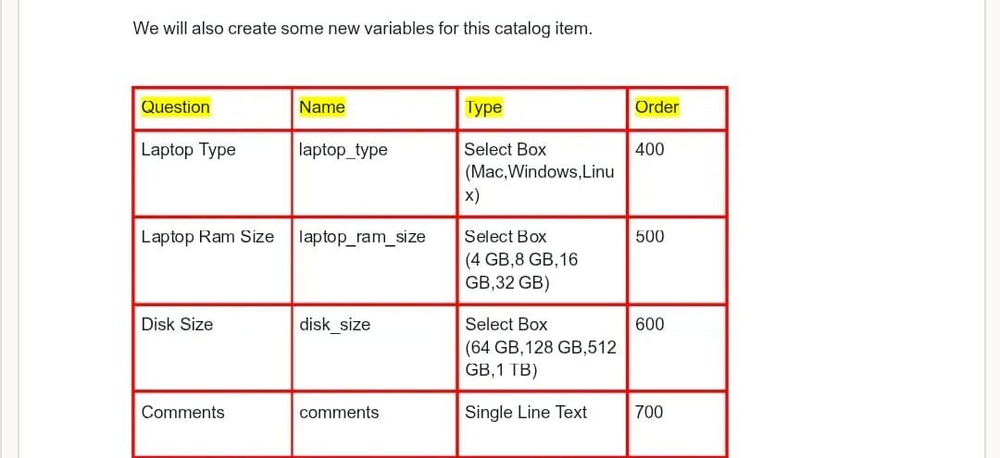 We will also create some new variables for this catalog item.
Question Name Type Order
Laptop Type laptop_type Select Box 400
(Mac,Windows,Linu
x)
Laptop Ram Size laptop_ram_size Select Box 500
(4 GB,8 GB,16
GB,32 GB)
Disk Size disk_size Select Box 600
(64 GB,128 GB,512
GB,1 TB)
Comments comments Single Line Text 700